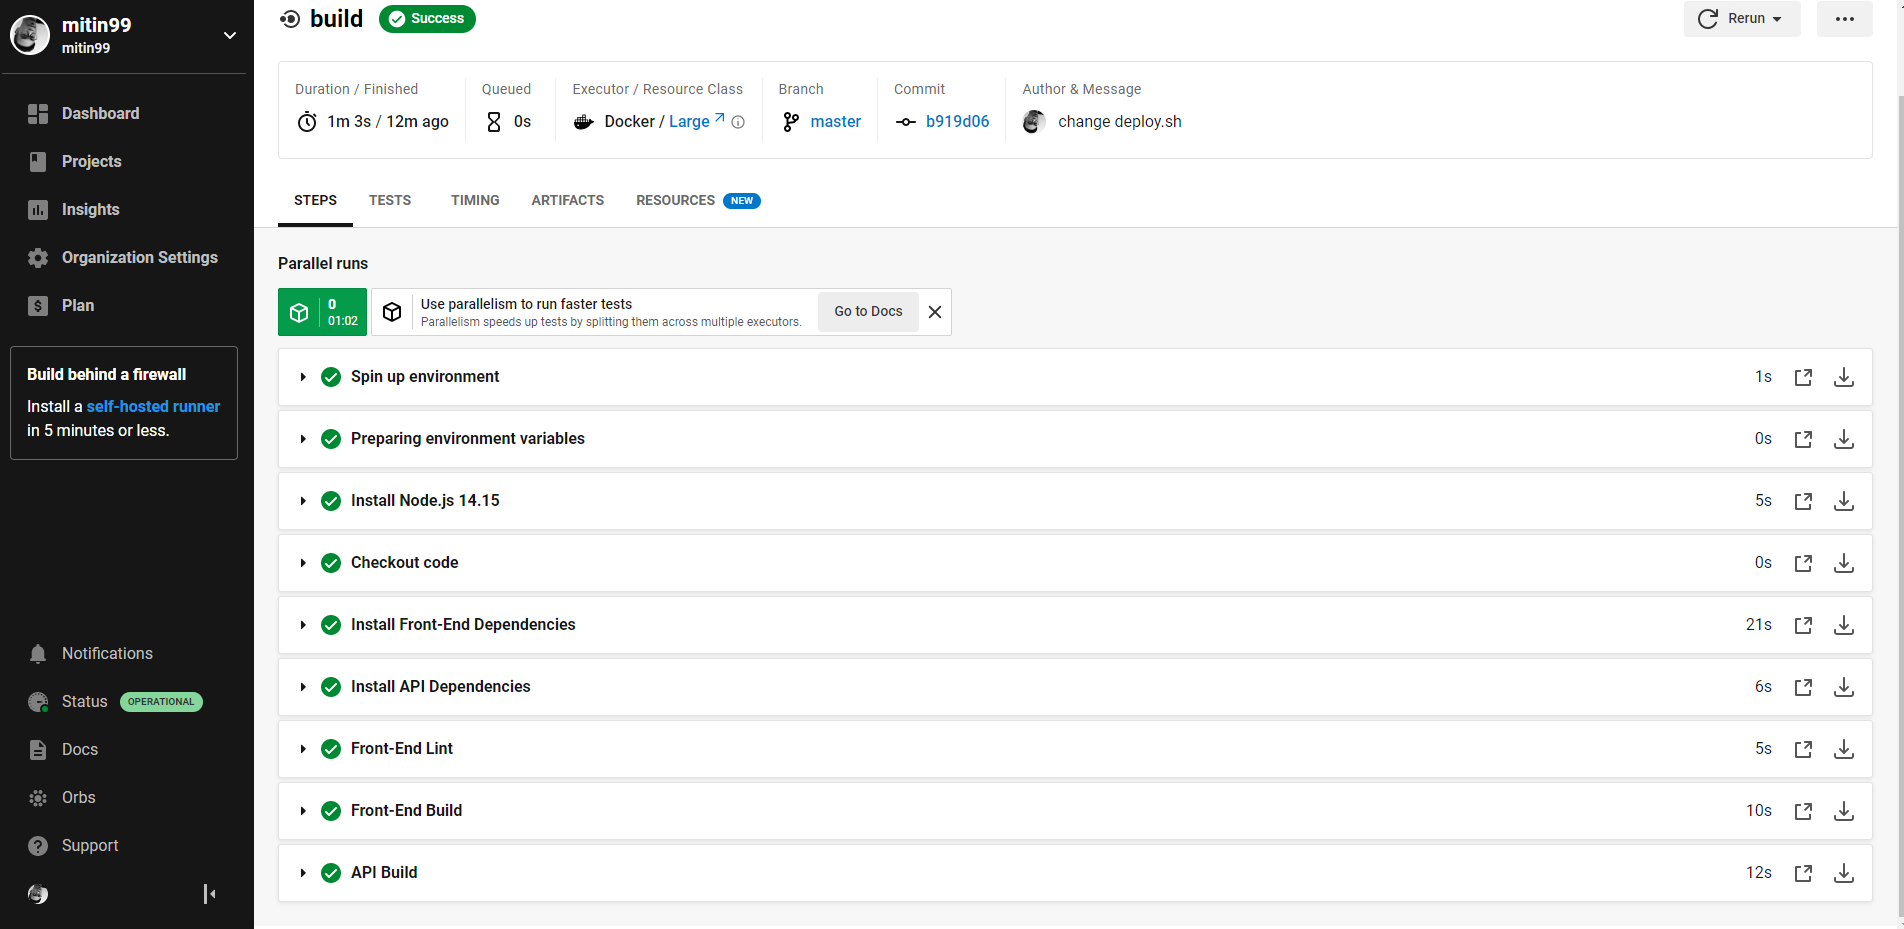 mitin99
mitin99
Dashboard
Projects
Insights
Organization Settings
Plan
Build behind a firewall
Install a self-hosted runner
in 5 minutes or less.
Notifications
Status OPERATIONAL
Docs
Orbs
Support
build Success
Rerun
Duration / Finished
1m 3s / 12m ago
Queued
0s
Executor / Resource Class
Docker / Large
Branch
master
Commit
b919d06
Author & Message
change deploy.sh
STEPS TESTS TIMING ARTIFACTS RESOURCES NEW
Parallel runs
0
01:02
Use parallelism to run faster tests
Parallelism speeds up tests by splitting them across multiple executors.
Go to Docs
Spin up environment 1s
Preparing environment variables 0s
Install Node.js 14.15 5s
Checkout code 0s
Install Front-End Dependencies 21s
Install API Dependencies 6s
Front-End Lint 5s
Front-End Build 10s
API Build 12s